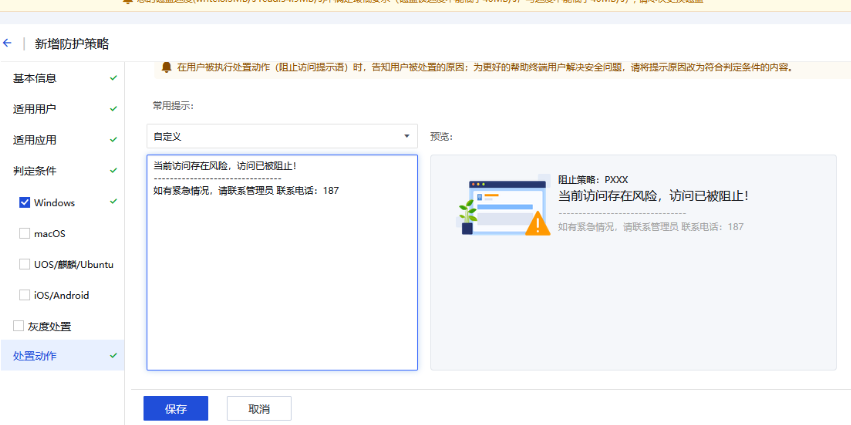 新增防护策略
基本信息
适用用户
适用应用
判定条件
Windows
macOS
UOS/麒麟/Ubuntu
iOS/Android
灰度处置
处置动作
在用户被执行处置动作（阻止访问提示语）时，告知用户被处置的原因；为更好的帮助终端用户解决安全问题，请将提示原因改为符合判定条件的内容。
常用提示：
自定义
当前访问存在风险，访问已被阻止！
--------------------------------
如有紧急情况，请联系管理员 联系电话：187
预览：
阻止策略：PXXX
当前访问存在风险，访问已被阻止！
--------------------------------
如有紧急情况，请联系管理员 联系电话：187
保存
取消